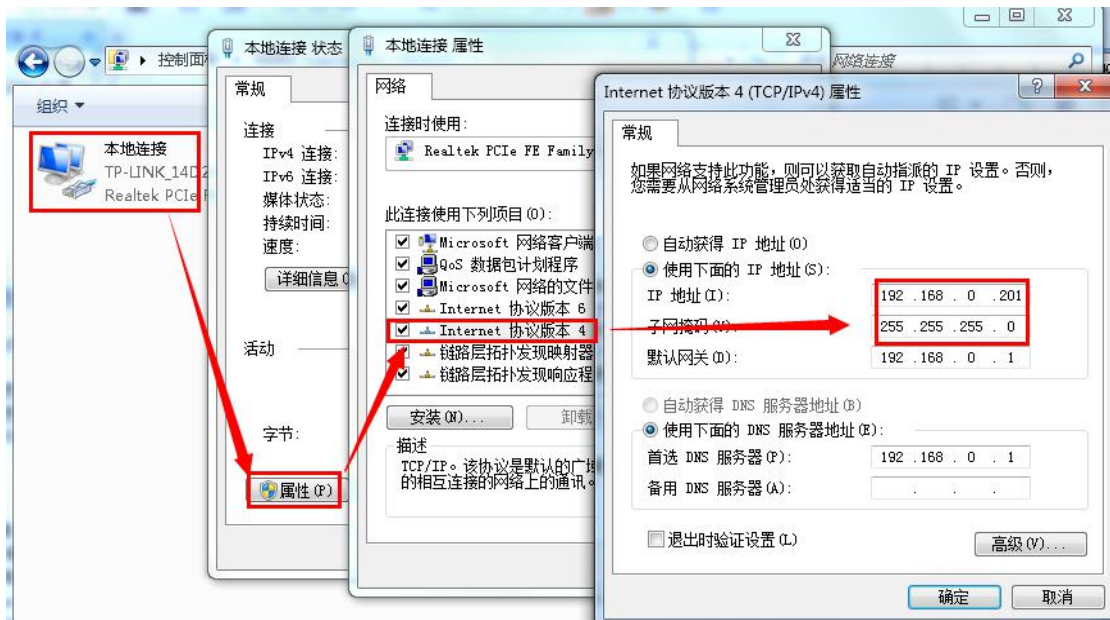 控制面
网络连接
组织
本地连接
TP-LINK_14D2
Realtek PCIe F
本地连接 状态
常规
连接
IPv4 连接:
IPv6 连接:
媒体状态:
持续时间:
速度:
详细信息
活动
字节:
属性(P)
本地连接 属性
网络
连接时使用:
Realtek PCIe FE Family
此连接使用下列项目(O):
Microsoft 网络客户端
QoS 数据包计划程序
Microsoft 网络的文件
Internet 协议版本 6
Internet 协议版本 4
链路层拓扑发现映射器
链路层拓扑发现响应程
安装(N)...
卸载
描述
TCP/IP。该协议是默认的广域
的相互连接的网络上的通讯。
Internet 协议版本 4 (TCP/IPv4) 属性
常规
如果网络支持此功能，则可以获取自动指派的 IP 设置。否则，
您需要从网络系统管理员处获得适当的 IP 设置。
自动获得 IP 地址(O)
使用下面的 IP 地址(S):
IP 地址(I): 192 .168 . 0 .201
子网掩码(U): 255 .255 .255 . 0
默认网关(D): 192 .168 . 0 . 1
自动获得 DNS 服务器地址(B)
使用下面的 DNS 服务器地址(E):
首选 DNS 服务器(P): 192 .168 . 0 . 1
备用 DNS 服务器(A): . . .
退出时验证设置(L)
高级(V)...
确定
取消